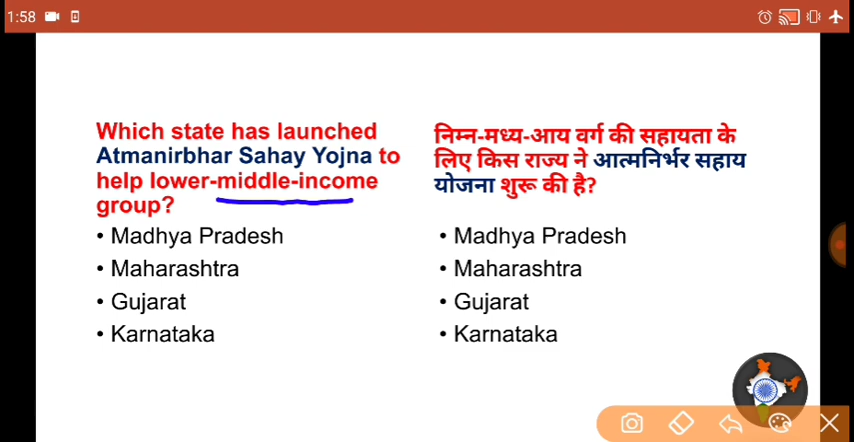 1:58
Which state has launched
Atmanirbhar Sahay Yojna to
help lower-middle-income
group?
• Madhya Pradesh
• Maharashtra
• Gujarat
• Karnataka
निम्न-मध्य-आय वर्ग की सहायता के
लिए किस राज्य ने आत्मनिर्भर सहाय
योजना शुरू की है?
• Madhya Pradesh
• Maharashtra
• Gujarat
• Karnataka